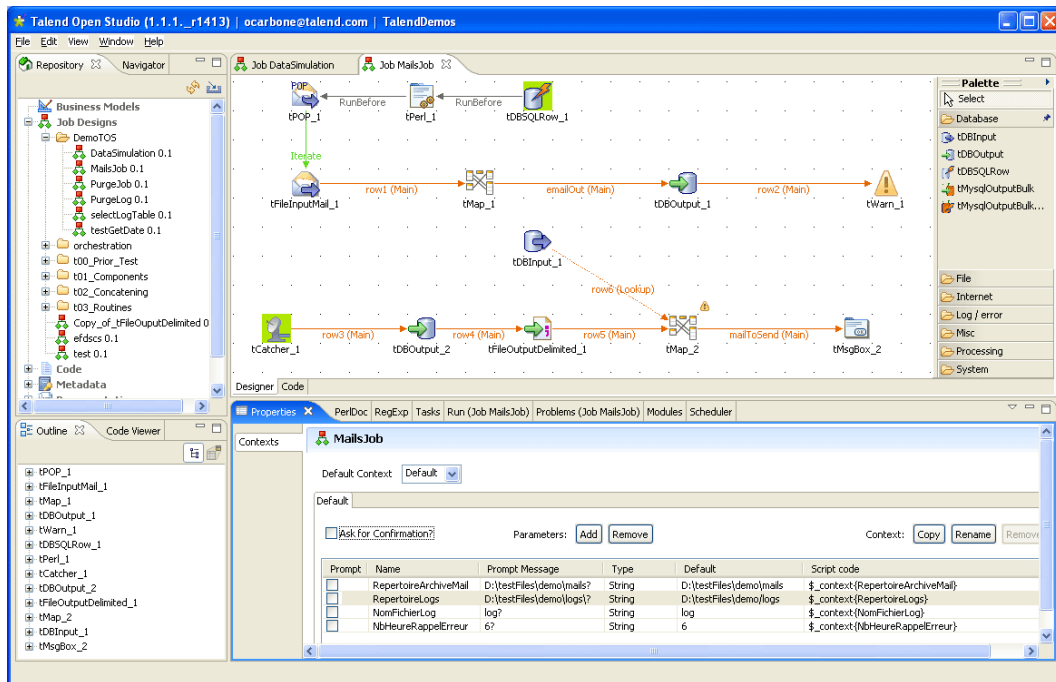 Talend Open Studio (1.1.1._r1413) | ocarbone@talend.com | TalendDemos
File Edit View Window Help
Repository Navigator
Business Models
Job Designs
DemoTOS
DataSimulation 0.1
MailsJob 0.1
PurgeJob 0.1
PurgeLog 0.1
selectLogTable 0.1
testGetDate 0.1
orchestration
t00_Prior_Test
t01_Components
t02_Concatening
t03_Routines
Copy_of_tFileOuputDelimited 0
efdscs 0.1
test 0.1
Code
Metadata
Job DataSimulation Job MailsJob
POP
RunBefore RunBefore
tPOP_1 tPerl_1 tDBSQLRow_1
Iterate
row1 (Main) emailOut (Main) row2 (Main)
tFileInputMail_1 tMap_1 tDBOutput_1 tWarn_1
tDBInput_1
row6 (Lookup)
row3 (Main) row4 (Main) row5 (Main) mailToSend (Main)
tCatcher_1 tDBOutput_2 tFileOutputDelimited_1 tMap_2 tMsgBox_2
Designer Code
Palette
Select
Database
tDBInput
tDBOutput
tDBSQLRow
tMysqlOutputBulk
tMysqlOutputBulk...
File
Internet
Log / error
Misc
Processing
System
Outline Code Viewer
tPOP_1
tFileInputMail_1
tMap_1
tDBOutput_1
tWarn_1
tDBSQLRow_1
tPerl_1
tCatcher_1
tDBOutput_2
tFileOutputDelimited_1
tMap_2
tDBInput_1
tMsgBox_2
Properties PerlDoc RegExp Tasks Run (Job MailsJob) Problems (Job MailsJob) Modules Scheduler
Contexts
MailsJob
Default Context Default
Default
Ask for Confirmation? Parameters: Add Remove Context: Copy Rename Remove
Prompt Name Prompt Message Type Default Script code
RepertoireArchiveMail D:\testFiles\demo\mails? String D:\testFiles\demo\mails $_context{RepertoireArchiveMail}
RepertoireLogs D:\testFiles\demo\logs\? String D:\testFiles\demo/logs $_context{RepertoireLogs}
NomFichierLog log? String log $_context{NomFichierLog}
NbHeureRappelErreur 6? String 6 $_context{NbHeureRappelErreur}